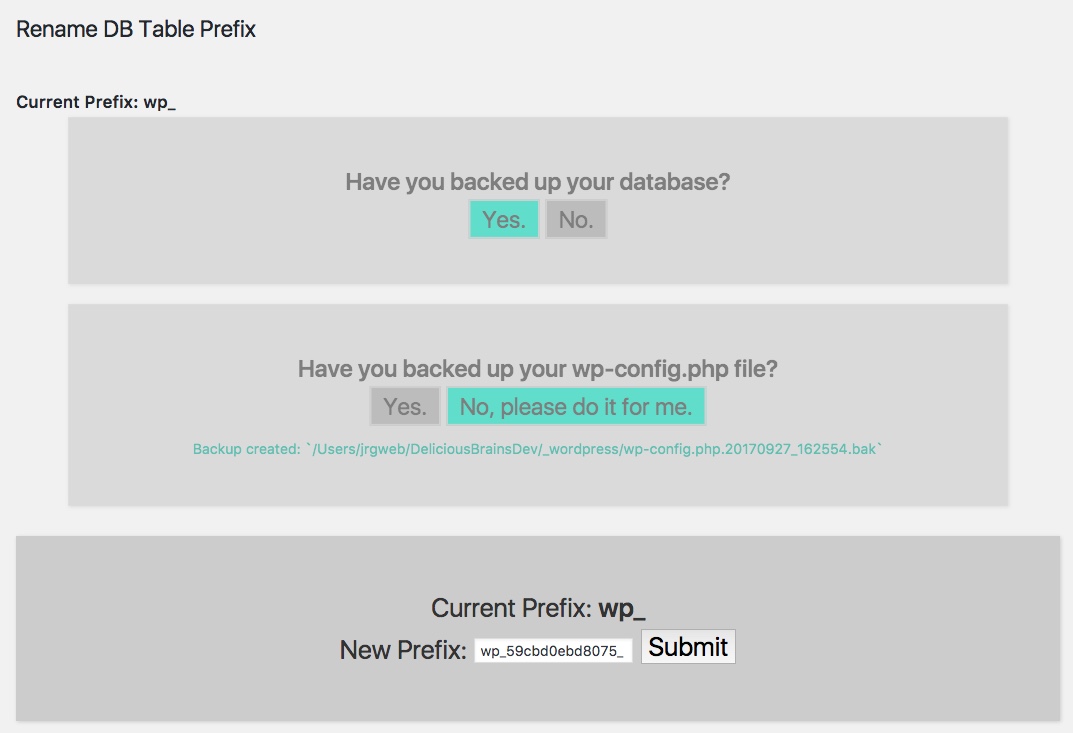 Rename DB Table Prefix
Current Prefix: wp_
Have you backed up your database?
Yes. No.
Have you backed up your wp-config.php file?
Yes. No, please do it for me.
Backup created: `/Users/jrgweb/DeliciousBrainsDev/_wordpress/wp-config.php.20170927_162554.bak`
Current Prefix: wp_
New Prefix: wp_59cbd0ebd8075_ Submit